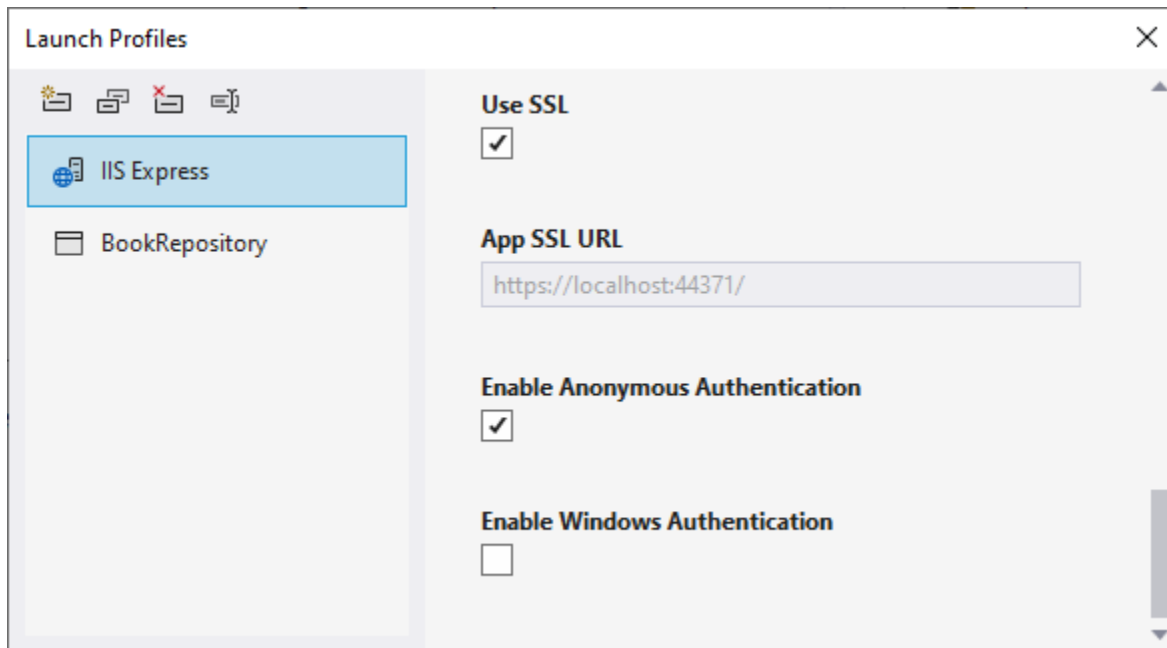 Launch Profiles
IIS Express
BookRepository
Use SSL
App SSL URL
https://localhost:44371/
Enable Anonymous Authentication
Enable Windows Authentication